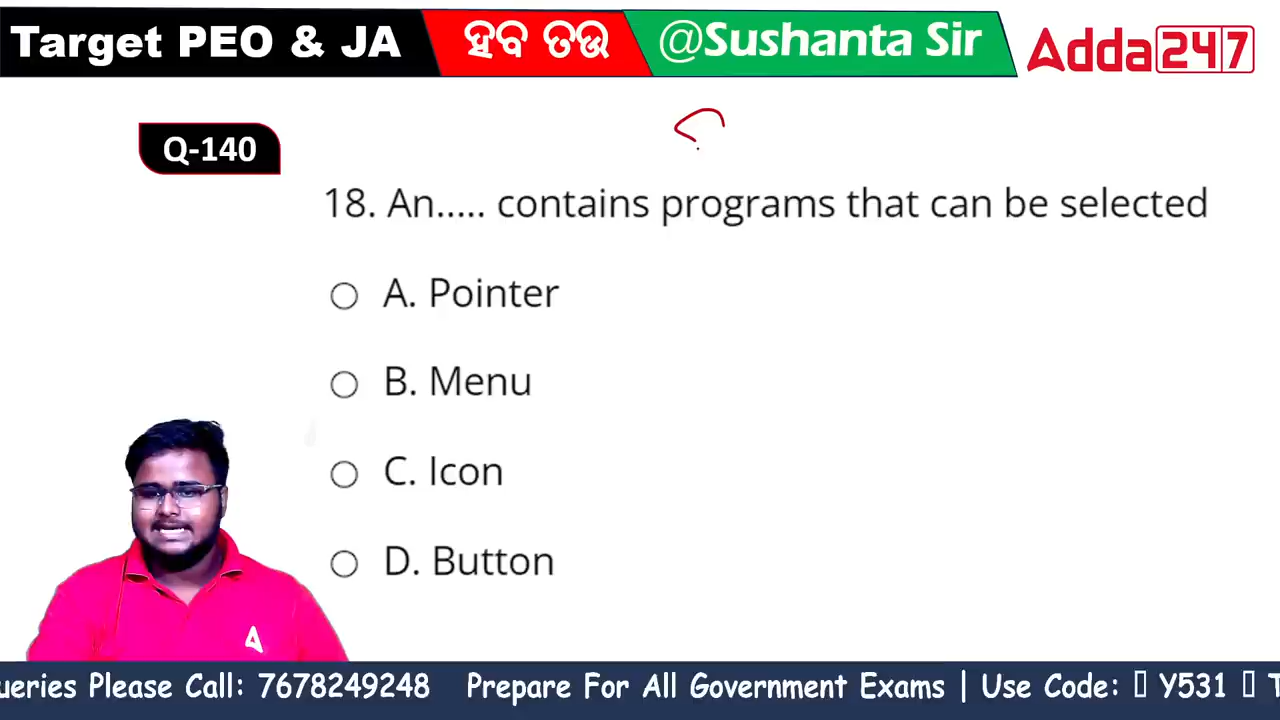 Target PEO & JA ହବ ତଉ @Sushanta Sir Adda247
Q-140
18. An..... contains programs that can be selected
A. Pointer
B. Menu
C. Icon
D. Button
ueries Please Call: 7678249248 Prepare For All Government Exams | Use Code: Y531